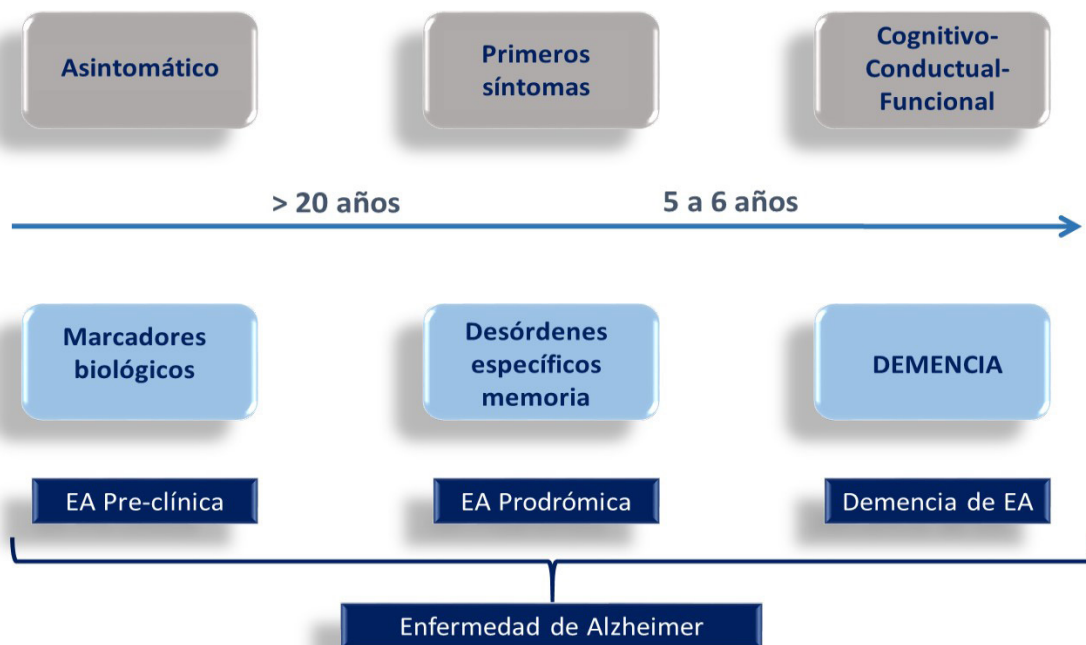 Asintomático
Primeros
síntomas
Cognitivo-
Conductual-
Funcional
> 20 años
5 a 6 años
Marcadores
biológicos
Desórdenes
específicos
memoria
DEMENCIA
EA Pre-clínica
EA Prodrómica
Demencia de EA
Enfermedad de Alzheimer